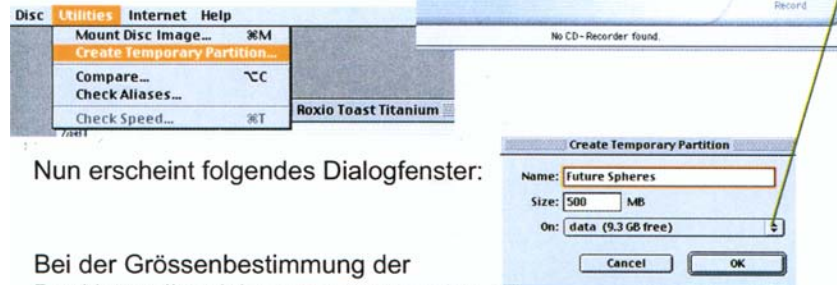 Disc Utilities Internet Help
Mount Disc Image... ⌘M
Create Temporary Partition...
Compare... ⌥C
Check Aliases...
Check Speed... ⌘T
Roxio Toast Titanium
Record
No CD-Recorder found.
Nun erscheint folgendes Dialogfenster:
Create Temporary Partition
Name: Future Spheres
Size: 500 MB
On: data (9.3 GB free)
Cancel OK
Bei der Grössenbestimmung der